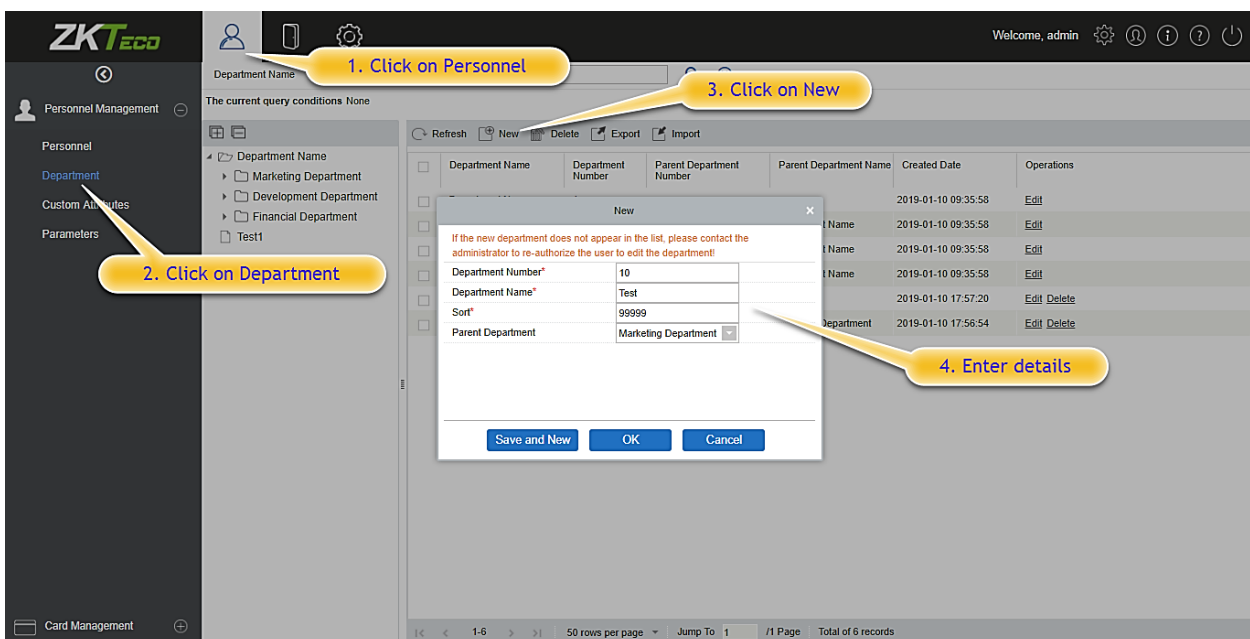 ZKTeco
Welcome, admin
1. Click on Personnel
Department Name
3. Click on New
The current query conditions None
Personnel Management
Personnel
Department
Custom Attributes
Parameters
2. Click on Department
Department Name
Marketing Department
Development Department
Financial Department
Test1
Refresh New Delete Export Import
Department Name Department Number Parent Department Number Parent Department Name Created Date Operations
2019-01-10 09:35:58 Edit
t Name 2019-01-10 09:35:58 Edit
t Name 2019-01-10 09:35:58 Edit
t Name 2019-01-10 09:35:58 Edit
2019-01-10 17:57:20 Edit Delete
Department 2019-01-10 17:56:54 Edit Delete
New
If the new department does not appear in the list, please contact the
administrator to re-authorize the user to edit the department!
Department Number* 10
Department Name* Test
Sort* 99999
Parent Department Marketing Department
4. Enter details
Save and New OK Cancel
Card Management
1-6 50 rows per page Jump To 1 /1 Page Total of 6 records